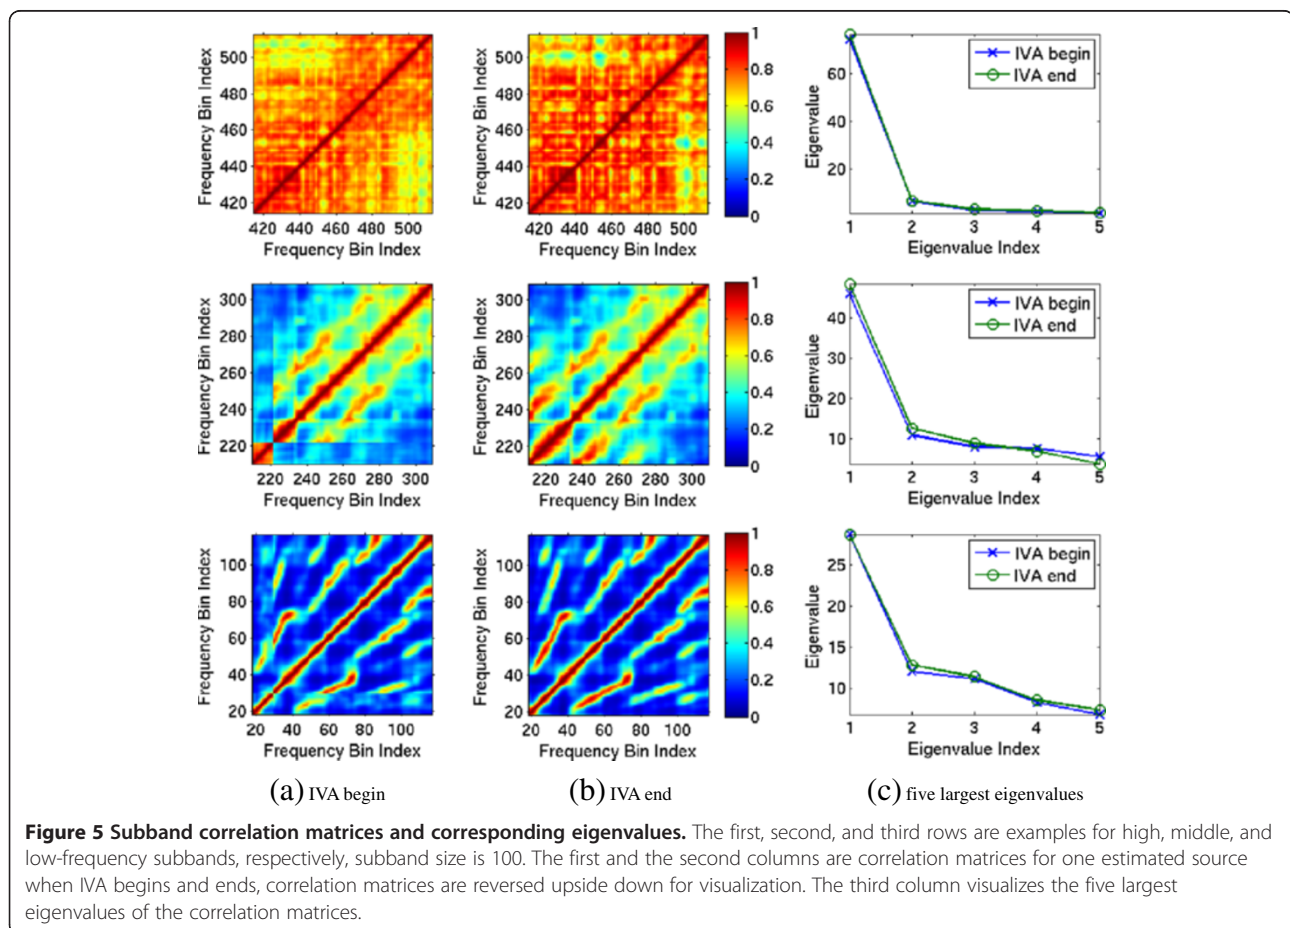 500
480
460
440
420
Frequency Bin Index
420 440 460 480 500
Frequency Bin Index
500
480
460
440
420
Frequency Bin Index
420 440 460 480 500
Frequency Bin Index
1
0.8
0.6
0.4
0.2
0
60
40
20
Eigenvalue
IVA begin
IVA end
1 2 3 4 5
Eigenvalue Index
300
280
260
240
220
Frequency Bin Index
220 240 260 280 300
Frequency Bin Index
300
280
260
240
220
Frequency Bin Index
220 240 260 280 300
Frequency Bin Index
1
0.8
0.6
0.4
0.2
0
40
30
20
10
Eigenvalue
IVA begin
IVA end
1 2 3 4 5
Eigenvalue Index
100
80
60
40
20
Frequency Bin Index
20 40 60 80 100
Frequency Bin Index
100
80
60
40
20
Frequency Bin Index
20 40 60 80 100
Frequency Bin Index
1
0.8
0.6
0.4
0.2
0
25
20
15
10
Eigenvalue
IVA begin
IVA end
1 2 3 4 5
Eigenvalue Index
(a) IVA begin
(b) IVA end
(c) five largest eigenvalues
Figure 5 Subband correlation matrices and corresponding eigenvalues. The first, second, and third rows are examples for high, middle, and
low-frequency subbands, respectively, subband size is 100. The first and the second columns are correlation matrices for one estimated source
when IVA begins and ends, correlation matrices are reversed upside down for visualization. The third column visualizes the five largest
eigenvalues of the correlation matrices.